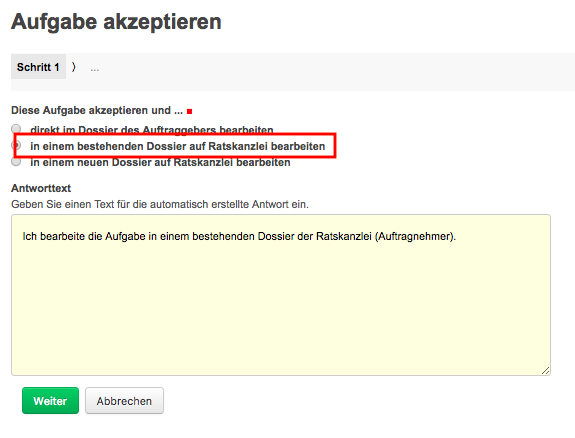 Aufgabe akzeptieren
Schritt 1 ⟩ ...
Diese Aufgabe akzeptieren und ...
direkt im Dossier des Auftraggebers bearbeiten
in einem bestehenden Dossier auf Ratskanzlei bearbeiten
in einem neuen Dossier auf Ratskanzlei bearbeiten
Antworttext
Geben Sie einen Text für die automatisch erstellte Antwort ein.
Ich bearbeite die Aufgabe in einem bestehenden Dossier der Ratskanzlei (Auftragnehmer).
Weiter Abbrechen